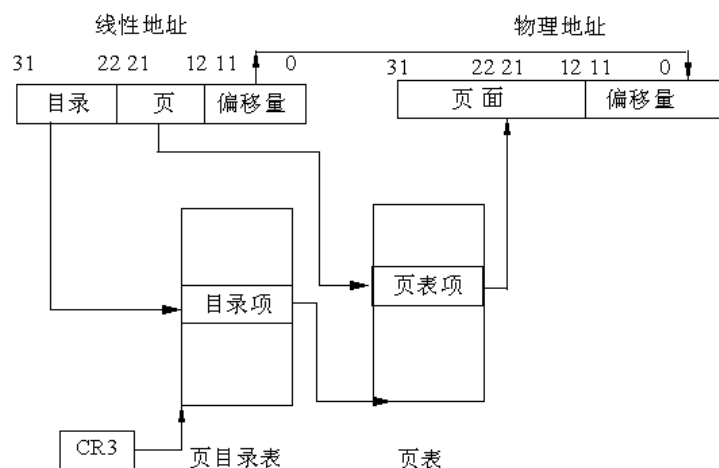 线性地址 物理地址
31 22 21 12 11 0 31 22 21 12 11 0
目录 页 偏移量 页面 偏移量
目录项 页表项
CR3 页目录表 页表